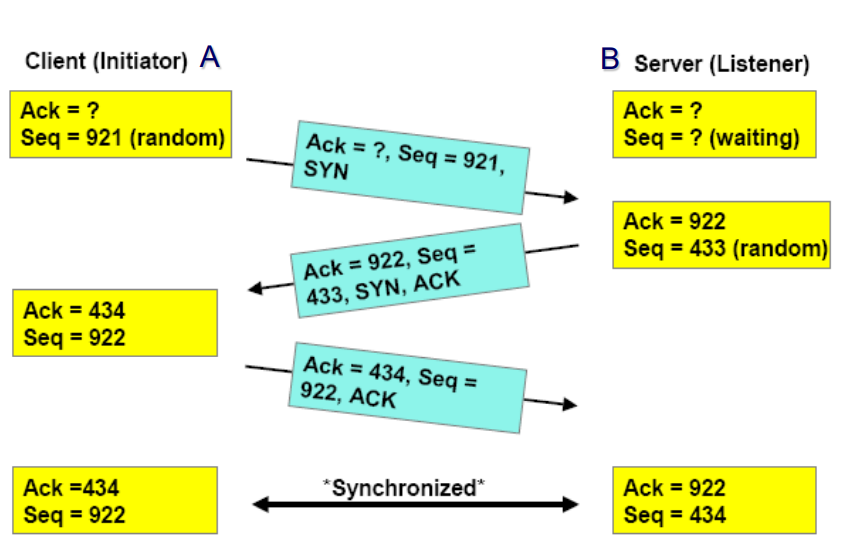 Client (Initiator) A
B Server (Listener)
Ack = ?
Seq = 921 (random)
Ack = ?
Seq = ? (waiting)
Ack = ?, Seq = 921,
SYN
Ack = 922
Seq = 433 (random)
Ack = 922, Seq =
433, SYN, ACK
Ack = 434
Seq = 922
Ack = 434, Seq =
922, ACK
Ack =434
Seq = 922
*Synchronized*
Ack = 922
Seq = 434